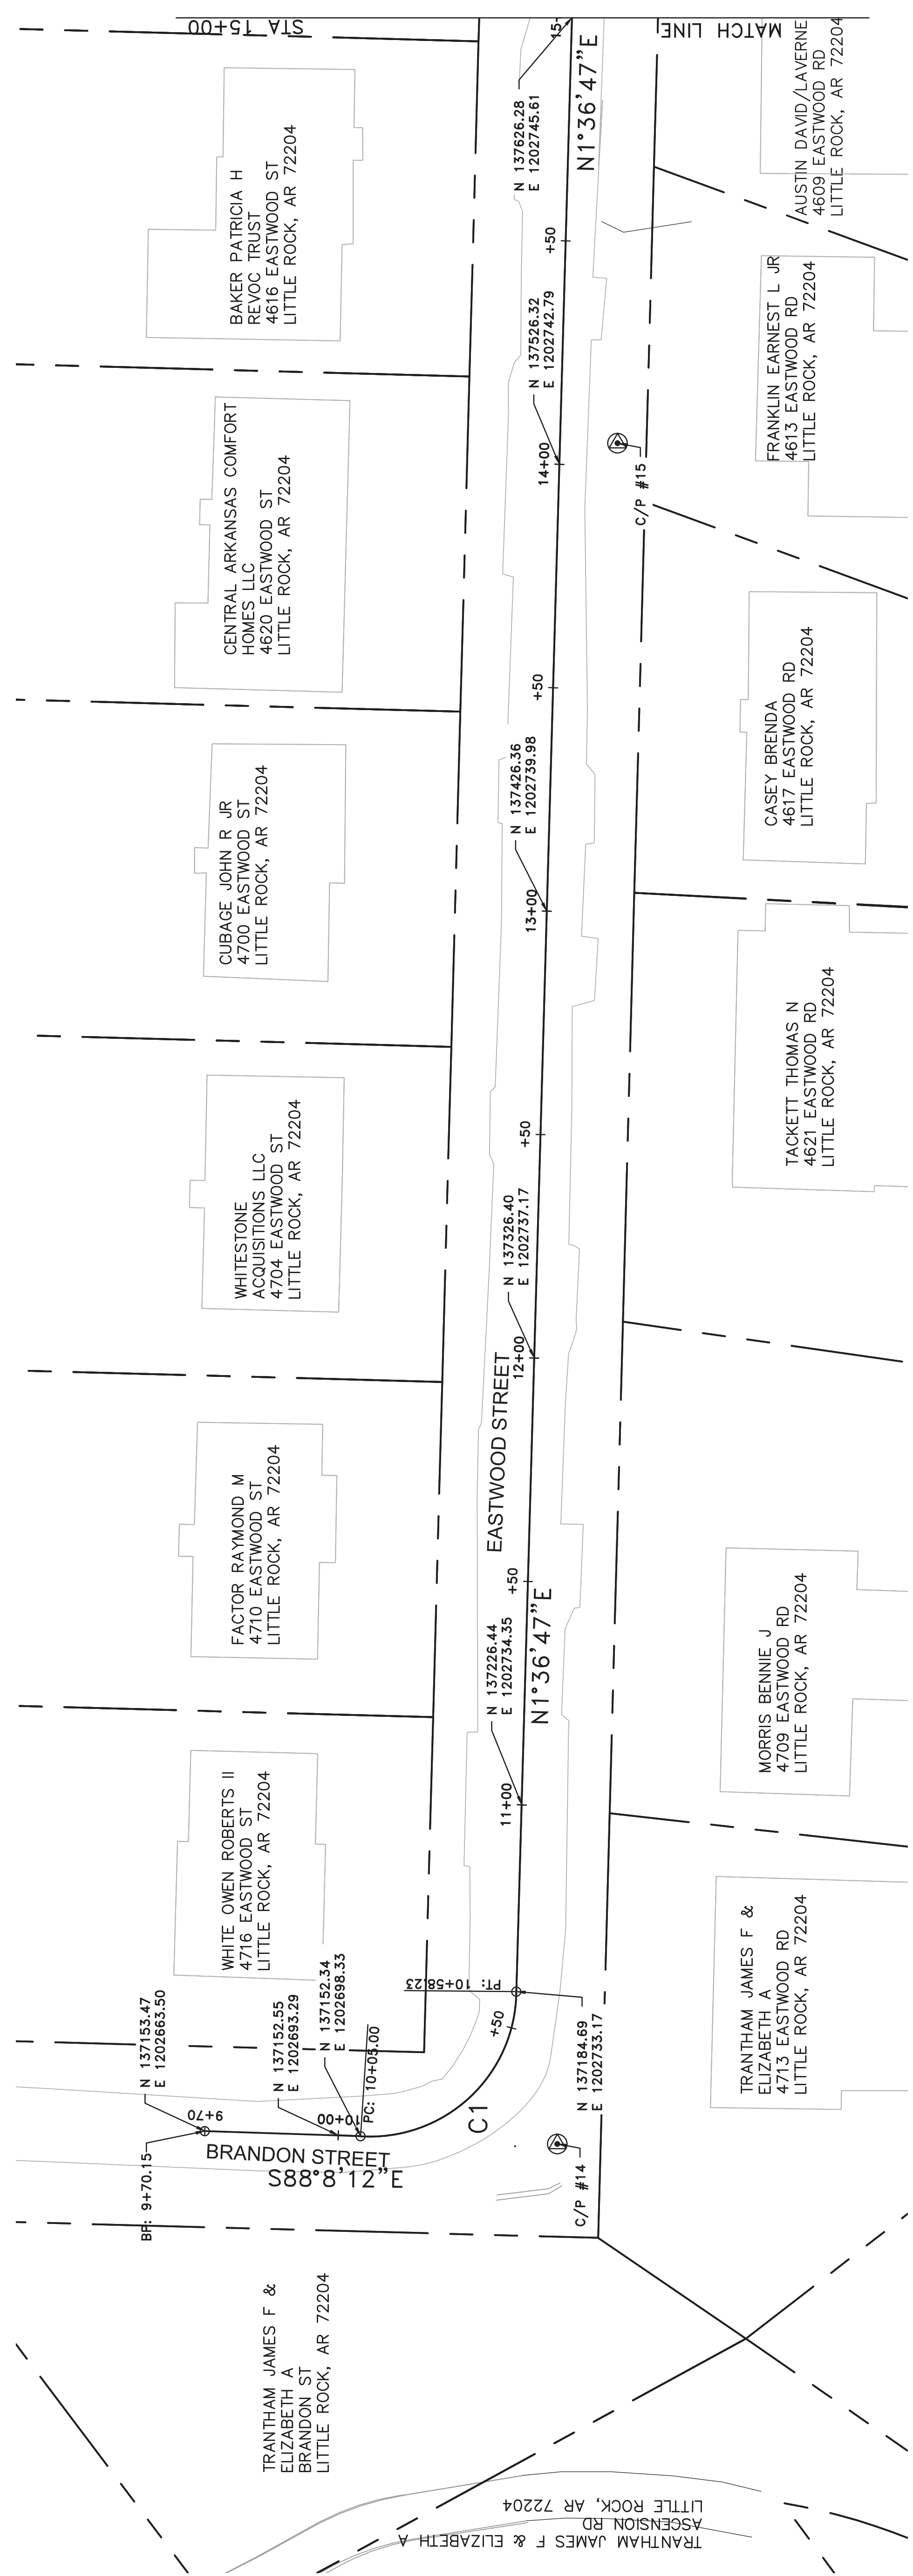 STA 15+00
MATCH LINE
BAKER PATRICIA H
REVOC TRUST
4616 EASTWOOD ST
LITTLE ROCK, AR 72204
N 137626.28
E 1202745.61
15-
N1°36'47"E
AUSTIN DAVID/LAVERNE
4609 EASTWOOD RD
LITTLE ROCK, AR 72204
+50
N 137526.32
E 1202742.79
14+00
FRANKLIN EARNEST L JR
4613 EASTWOOD RD
LITTLE ROCK, AR 72204
C/P #15
CENTRAL ARKANSAS COMFORT
HOMES LLC
4620 EASTWOOD ST
LITTLE ROCK, AR 72204
+50
CASEY BRENDA
4617 EASTWOOD RD
LITTLE ROCK, AR 72204
CUBAGE JOHN R JR
4700 EASTWOOD ST
LITTLE ROCK, AR 72204
N 137426.36
E 1202739.98
13+00
TACKETT THOMAS N
4621 EASTWOOD RD
LITTLE ROCK, AR 72204
WHITESTONE
ACQUISITIONS LLC
4704 EASTWOOD ST
LITTLE ROCK, AR 72204
+50
N 137326.40
E 1202737.17
12+00
EASTWOOD STREET
FACTOR RAYMOND M
4710 EASTWOOD ST
LITTLE ROCK, AR 72204
+50
N1°36'47"E
N 137226.44
E 1202734.35
11+00
MORRIS BENNIE J
4709 EASTWOOD RD
LITTLE ROCK, AR 72204
WHITE OWEN ROBERTS II
4716 EASTWOOD ST
LITTLE ROCK, AR 72204
TRANTHAM JAMES F &
ELIZABETH A
4713 EASTWOOD RD
LITTLE ROCK, AR 72204
PT: 10+58.23
N 137184.69
E 1202733.17
+50
N 137153.47
E 1202663.50
N 137152.55
E 1202693.29
N 137152.34
E 1202698.33
PC: 10+05.00
10+00
9+70
BP: 9+70.15
C1
BRANDON STREET
S88°8'12"E
C/P #14
TRANTHAM JAMES F &
ELIZABETH A
BRANDON ST
LITTLE ROCK, AR 72204
TRANTHAM JAMES F & ELIZABETH A
ASCENSION RD
LITTLE ROCK, AR 72204